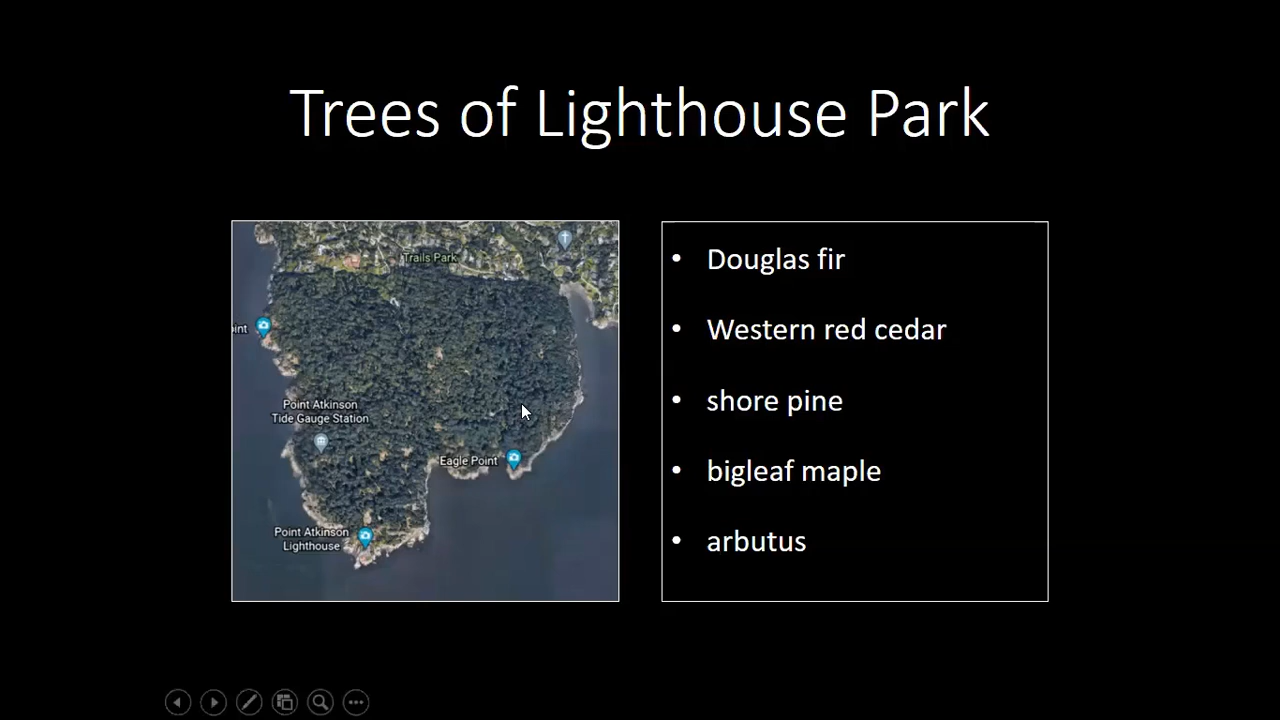 Trees of Lighthouse Park
Trails Park
oint
Point Atkinson
Tide Gauge Station
Eagle Point
Point Atkinson
Lighthouse
• Douglas fir
• Western red cedar
• shore pine
• bigleaf maple
• arbutus